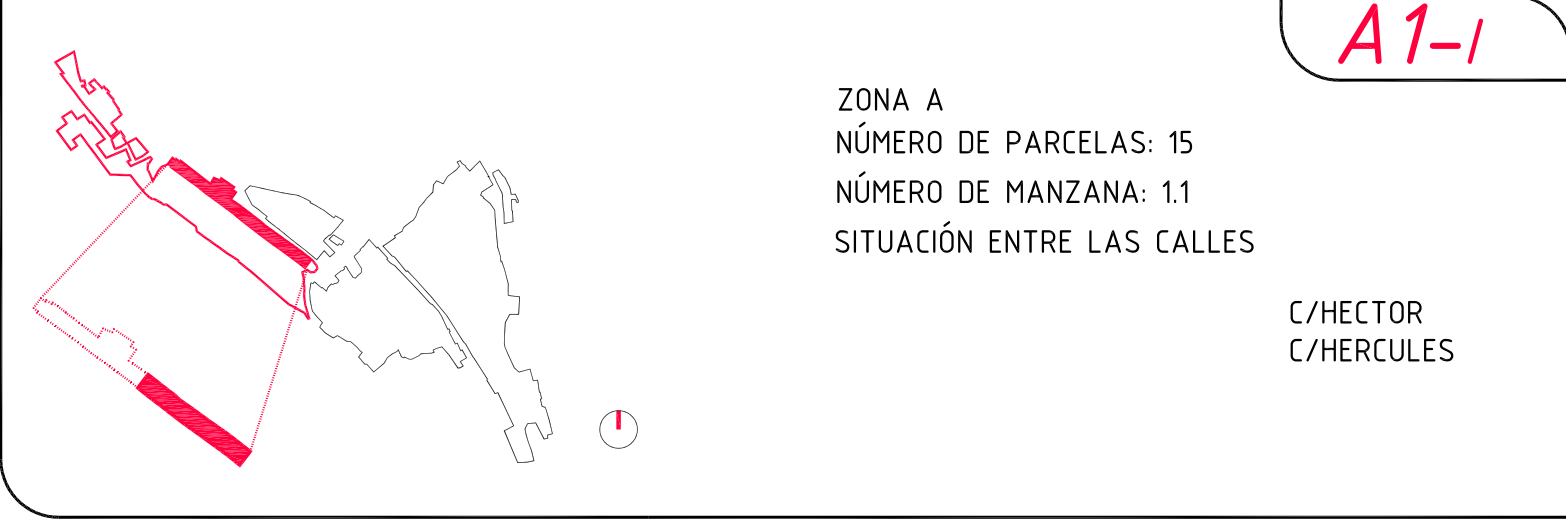 A1-I
ZONA A
NÚMERO DE PARCELAS: 15
NÚMERO DE MANZANA: 1.1
SITUACIÓN ENTRE LAS CALLES
C/HECTOR
C/HERCULES